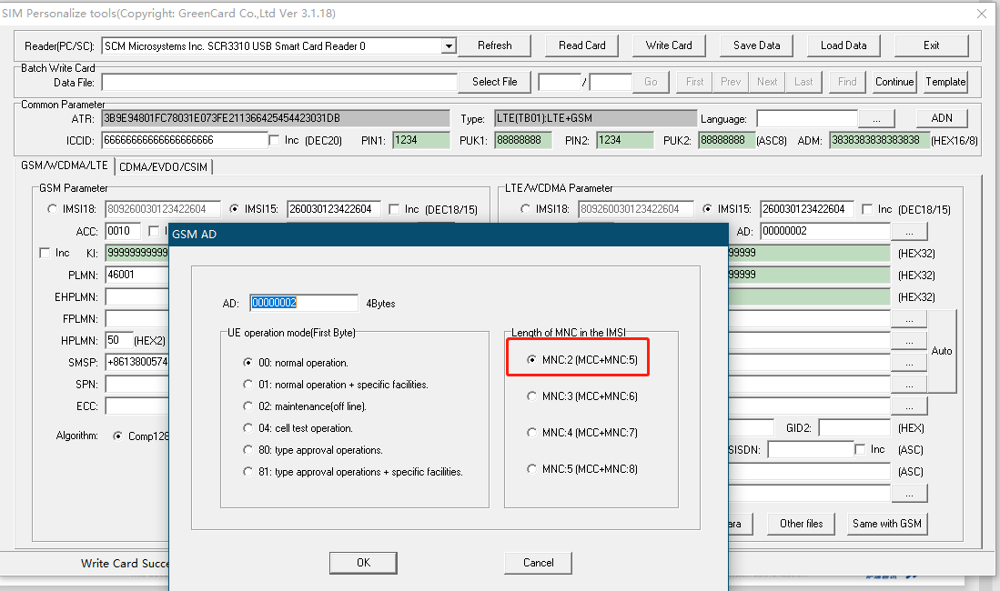 SIM Personalize tools(Copyright: GreenCard Co.,Ltd Ver 3.1.18)
Reader(PC/SC): SCM Microsystems Inc. SCR3310 USB Smart Card Reader 0 Refresh Read Card Write Card Save Data Load Data Exit
Batch Write Card
Data File: Select File / Go First Prev Next Last Find Continue Template
Common Parameter
ATR: 3B9E94801FC78031E073FE211366425454423031DB Type: LTE(TB01):LTE+GSM Language: ... ADN
ICCID: 66666666666666666666 Inc (DEC20) PIN1: 1234 PUK1: 88888888 PIN2: 1234 PUK2: 88888888 (ASC8) ADM: 3838383838383838 (HEX16/8)
GSM/WCDMA/LTE CDMA/EVDO/CSIM
GSM Parameter LTE/WCDMA Parameter
IMSI18: 809260030123422604 IMSI15: 260030123422604 Inc (DEC18/15) IMSI18: 809260030123422604 IMSI15: 260030123422604 Inc (DEC18/15)
ACC: 0010 AD: 00000002 ...
Inc KI: 99999999999 99999 (HEX32)
PLMN: 46001 99999 (HEX32)
EHPLMN: (HEX32)
FPLMN: ...
HPLMN: 50 (HEX2) ... Auto
SMSP: +8613800574 ...
SPN: ...
ECC: ...
Algorithm: Comp128 GID2: (HEX)
SISDN: Inc (ASC)
(ASC)
...
ara Other files Same with GSM
Write Card Succe
GSM AD
AD: 00000002 4Bytes
UE operation mode(First Byte) Length of MNC in the IMSI
00: normal operation. MNC:2 (MCC+MNC:5)
01: normal operation + specific facilities.
MNC:3 (MCC+MNC:6)
02: maintenance(off line).
04: cell test operation. MNC:4 (MCC+MNC:7)
80: type approval operations.
81: type approval operations + specific facilities. MNC:5 (MCC+MNC:8)
OK Cancel